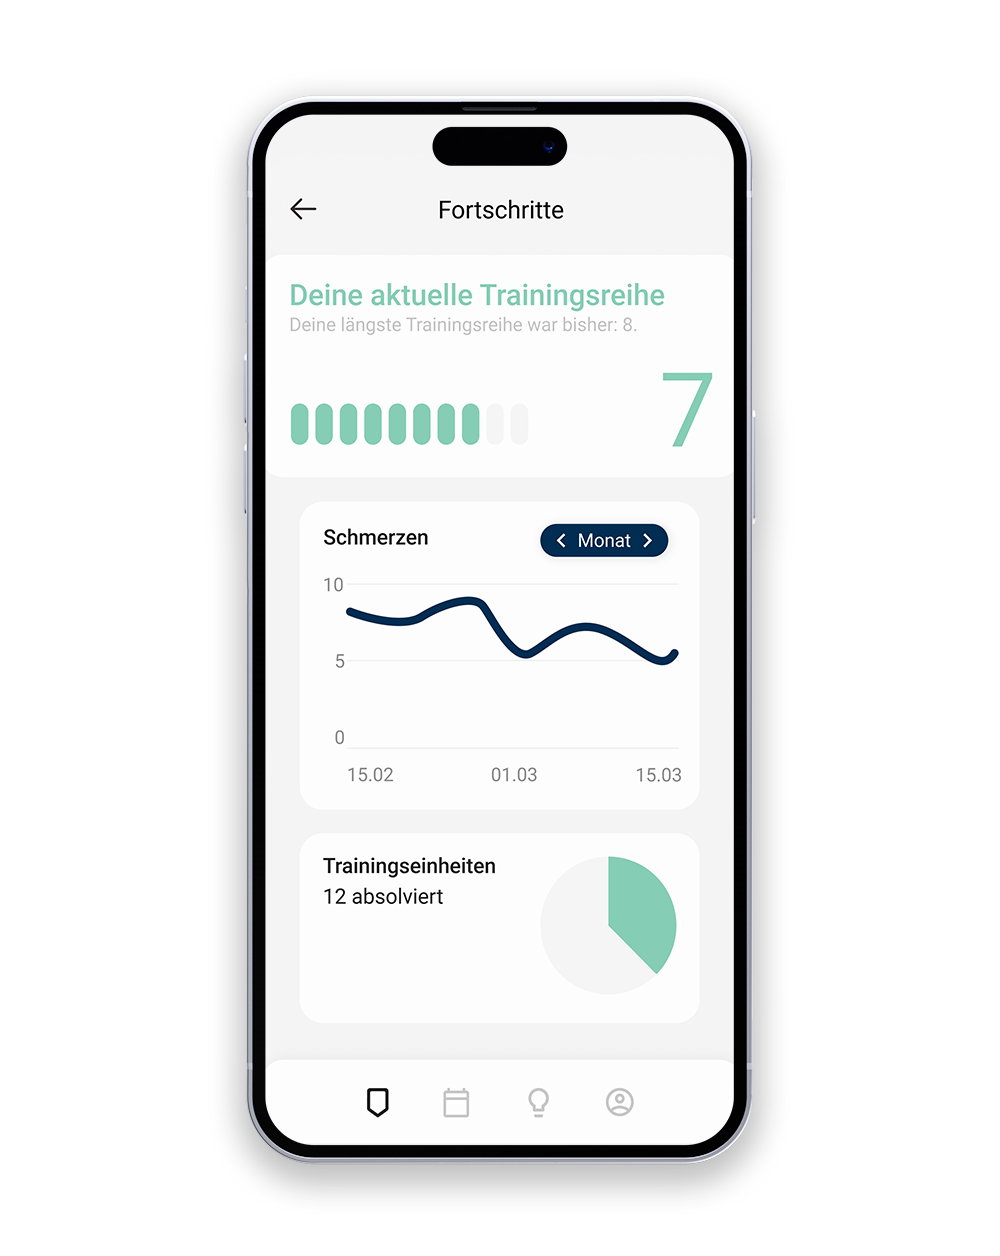 Fortschritte
Deine aktuelle Trainingsreihe
Deine längste Trainingsreihe war bisher: 8.
7
Schmerzen
Monat
10
5
0
15.02 01.03 15.03
Trainingseinheiten
12 absolviert